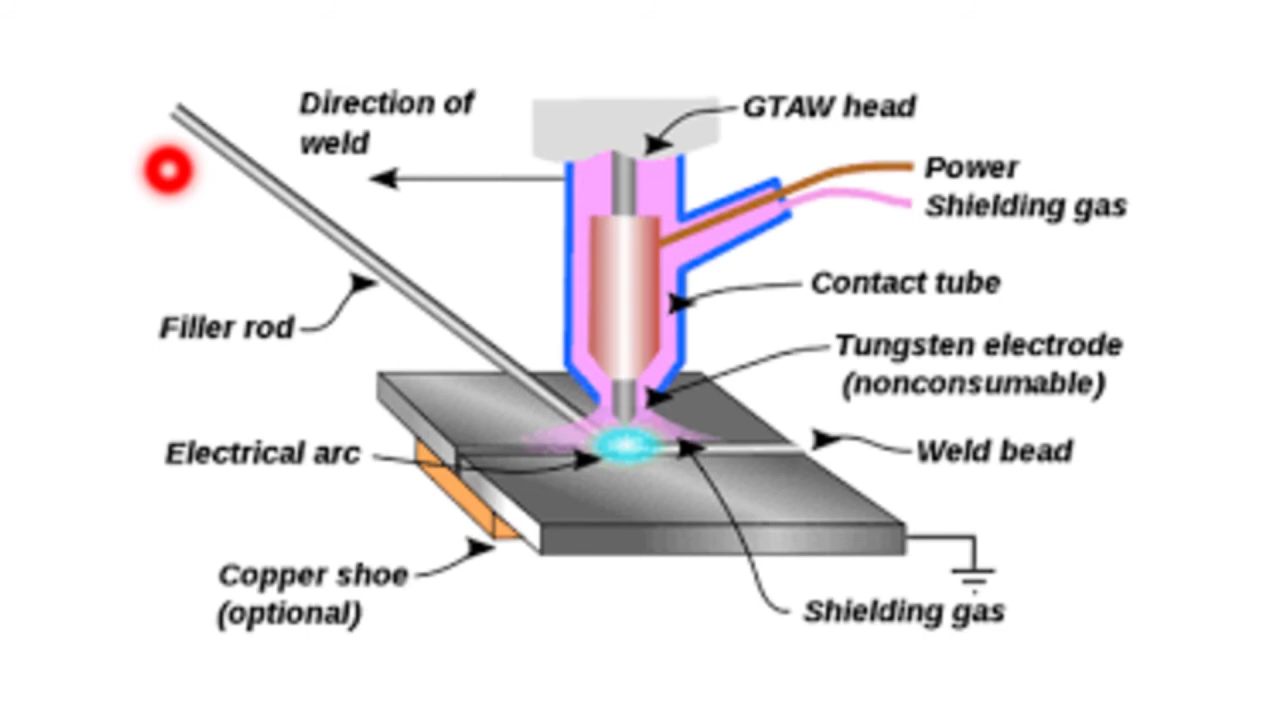 Direction of
weld
GTAW head
Power
Shielding gas
Contact tube
Filler rod
Tungsten electrode
(nonconsumable)
Electrical arc
Weld bead
Copper shoe
(optional)
Shielding gas